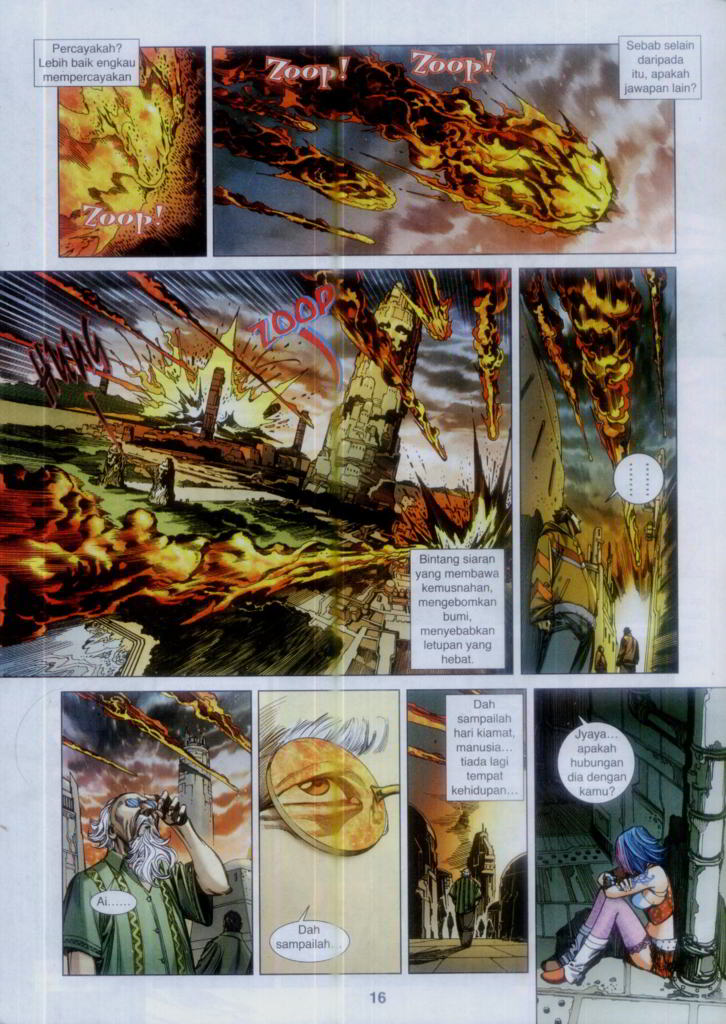 Percayakah?
Lebih baik engkau
mempercayakan
Zoop!
Zoop!
Zoop!
Sebab selain
daripada
itu, apakah
jawapan lain?
ZOOP
Bintang siaran
yang membawa
kemusnahan,
mengebomkan
bumi,
menyebabkan
letupan yang
hebat.
Ai......
Dah
sampailah...
Dah
sampailah
hari kiamat,
manusia...
tiada lagi
tempat
kehidupan...
Jyaya...
apakah
hubungan
dia dengan
kamu?
16